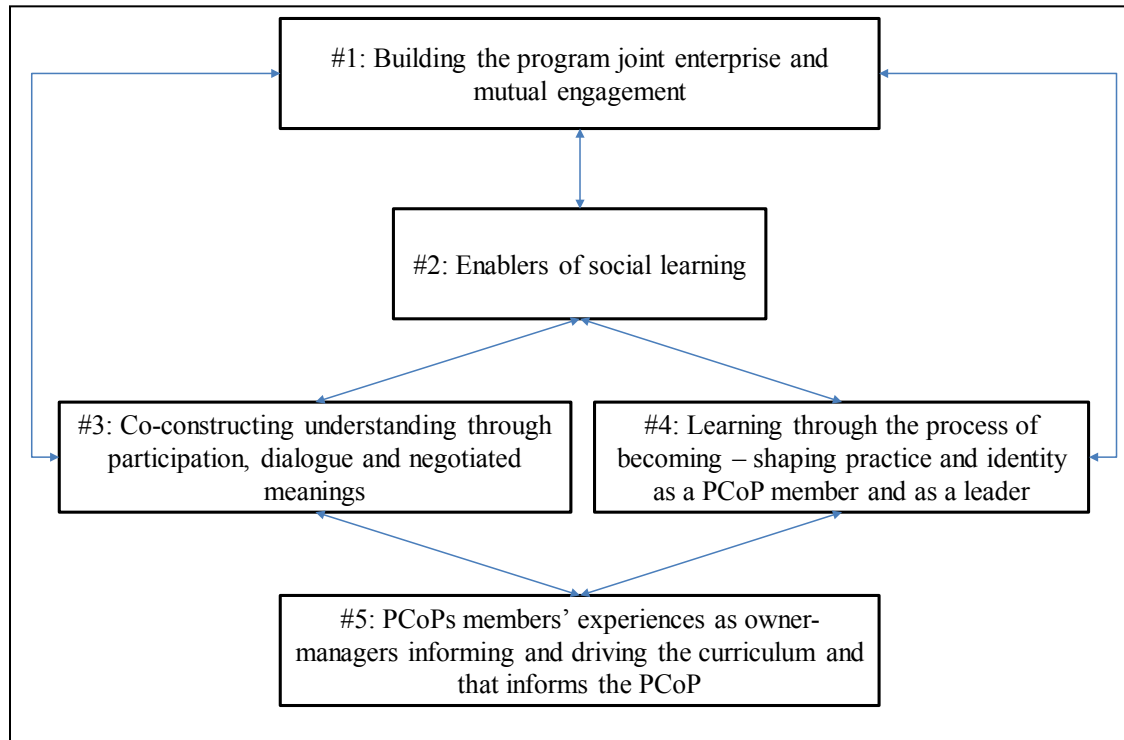 #1: Building the program joint enterprise and
mutual engagement
#2: Enablers of social learning
#3: Co-constructing understanding through
participation, dialogue and negotiated
meanings
#4: Learning through the process of
becoming – shaping practice and identity
as a PCoP member and as a leader
#5: PCoPs members’ experiences as owner-
managers informing and driving the curriculum and
that informs the PCoP